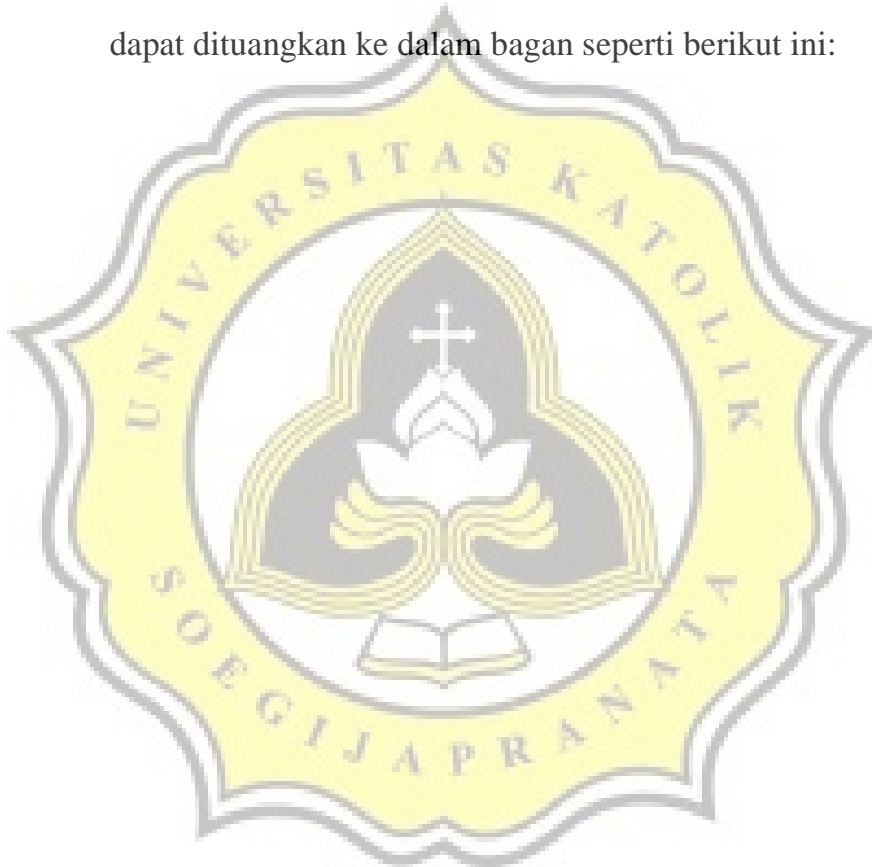 dapat dituangkan ke dalam bagan seperti berikut ini:
UNIVERSITAS KATOLIK
SOEGIJAPRANATA